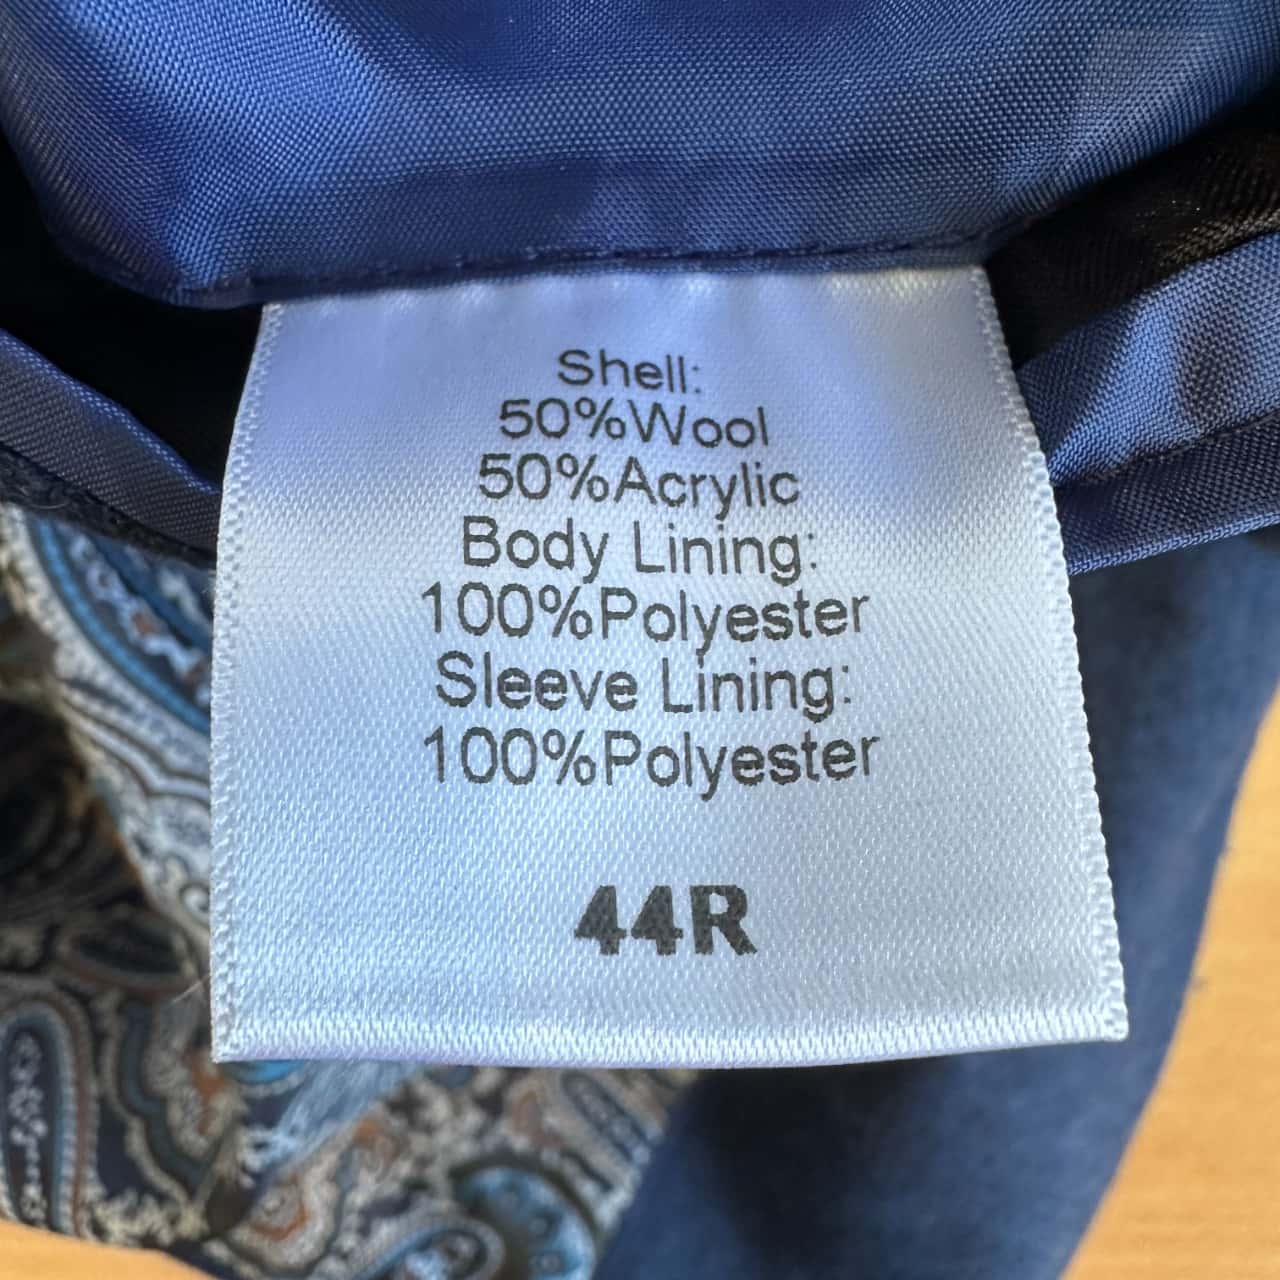 Shell:
50%Wool
50%Acrylic
Body Lining:
100%Polyester
Sleeve Lining:
100%Polyester
44R